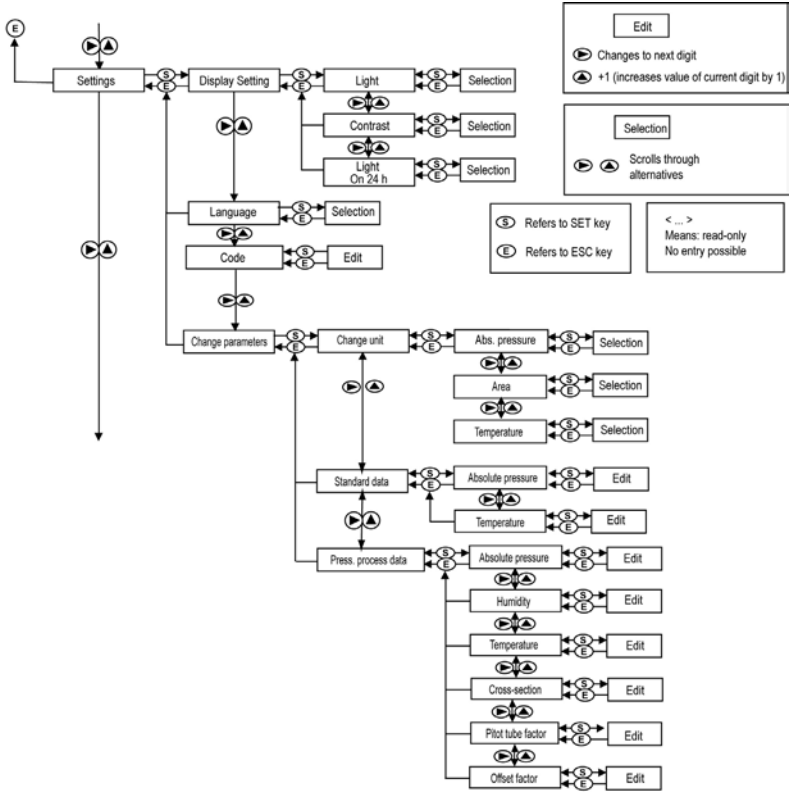 E
S
Settings
E
Display Setting
S
E
Light
S
E
Selection
Contrast
S
E
Selection
Light
On 24 h
S
E
Selection
Language
S
E
Selection
Code
S
E
Edit
Change parameters
S
E
Change unit
S
E
Abs. pressure
S
E
Selection
Area
S
E
Selection
Temperature
S
E
Selection
Standard data
S
E
Absolute pressure
S
E
Edit
Temperature
S
E
Edit
Press. process data
S
E
Absolute pressure
S
E
Edit
Humidity
S
E
Edit
Temperature
S
E
Edit
Cross-section
S
E
Edit
Pitot tube factor
S
E
Edit
Offset factor
S
E
Edit
Edit
Changes to next digit
+1 (increases value of current digit by 1)
Selection
Scrolls through
alternatives
S Refers to SET key
E Refers to ESC key
< ... >
Means: read-only
No entry possible